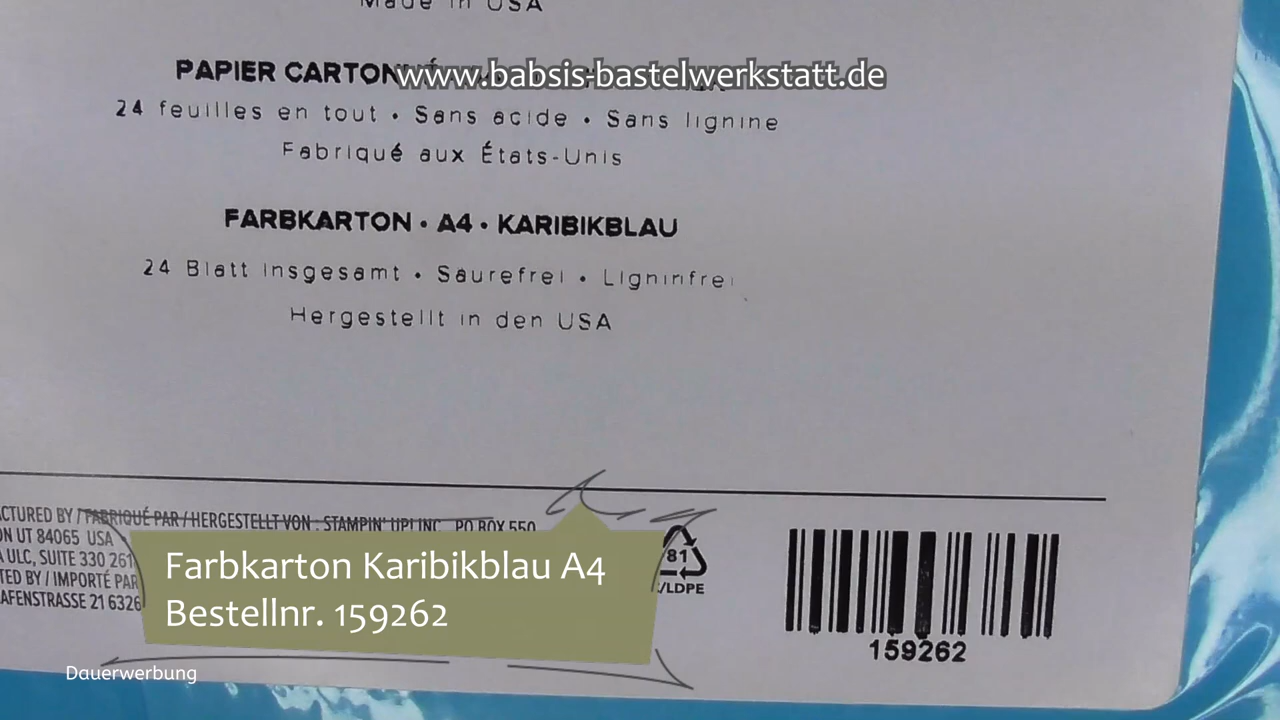 Made in USA
PAPIER CARTON
www.babsis-bastelwerkstatt.de
24 feuilles en tout • Sans acide • Sans lignine
Fabriqué aux États-Unis
FARBKARTON • A4 • KARIBIKBLAU
24 Blatt insgesamt • Säurefrei • Ligninfrei
Hergestellt in den USA
CTURED BY / FABRIQUÉ PAR / HERGESTELLT VON : STAMPIN' UP! INC., PO BOX 550
ON UT 84065 USA
A ULC, SUITE 330 261
TED BY / IMPORTÉ PAR
AFENSTRASSE 21 6326
81
/LDPE
Farbkarton Karibikblau A4
Bestellnr. 159262
159262
Dauerwerbung